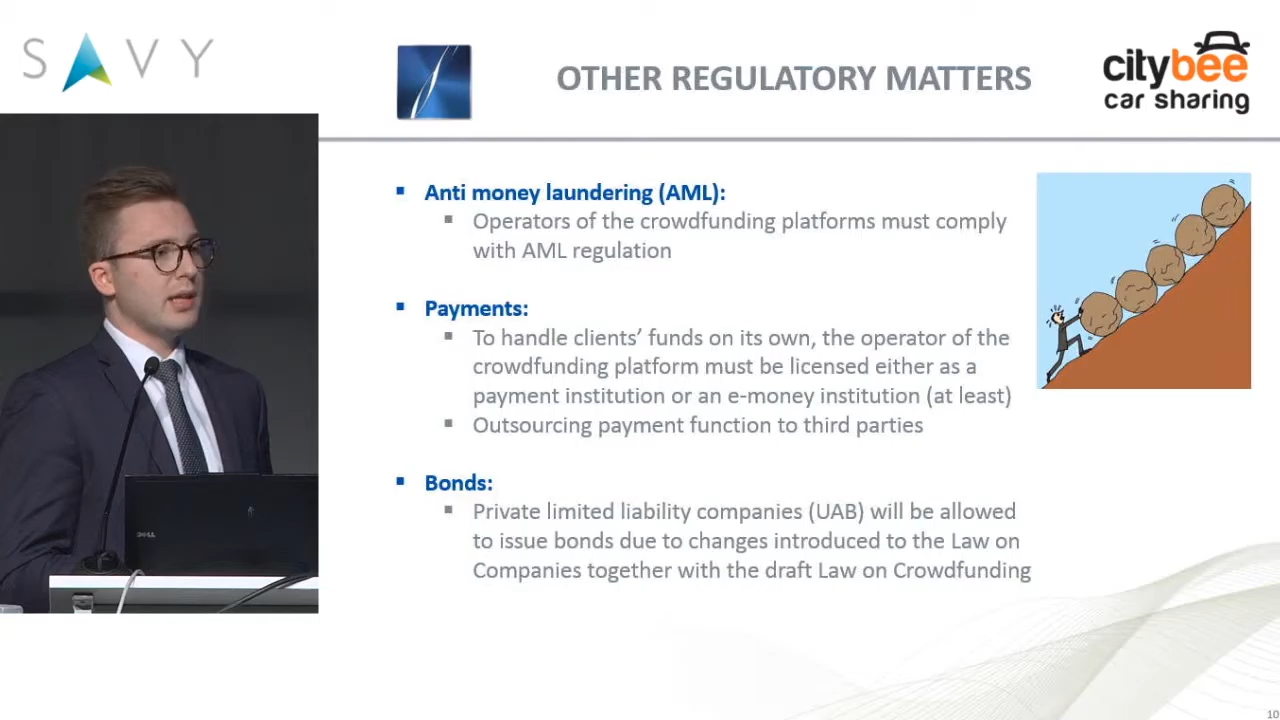 SAVY
OTHER REGULATORY MATTERS
citybee
car sharing
Anti money laundering (AML):
Operators of the crowdfunding platforms must comply
with AML regulation
Payments:
To handle clients’ funds on its own, the operator of the
crowdfunding platform must be licensed either as a
payment institution or an e-money institution (at least)
Outsourcing payment function to third parties
Bonds:
Private limited liability companies (UAB) will be allowed
to issue bonds due to changes introduced to the Law on
Companies together with the draft Law on Crowdfunding
DELL
10